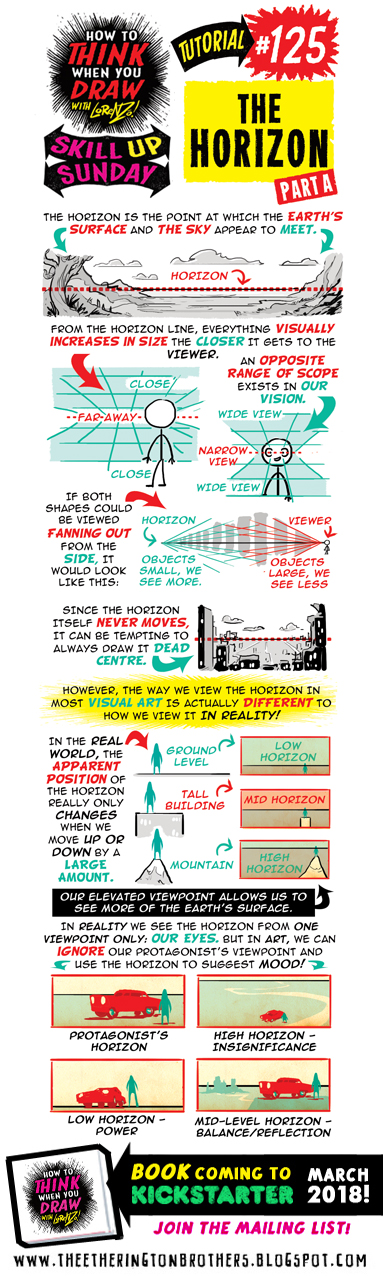 HOW TO
THINK
WHEN YOU
DRAW
WITH LORENZO!
SKILL UP
SUNDAY
TUTORIAL
#125
THE
HORIZON
PART A
THE HORIZON IS THE POINT AT WHICH THE EARTH'S
SURFACE AND THE SKY APPEAR TO MEET.
HORIZON
FROM THE HORIZON LINE, EVERYTHING VISUALLY
INCREASES IN SIZE THE CLOSER IT GETS TO THE
VIEWER.
CLOSE
FAR AWAY
CLOSE
AN OPPOSITE
RANGE OF SCOPE
EXISTS IN OUR
VISION.
WIDE VIEW
NARROW
VIEW
WIDE VIEW
IF BOTH
SHAPES COULD
BE VIEWED
FANNING OUT
FROM THE
SIDE, IT
WOULD LOOK
LIKE THIS:
HORIZON
VIEWER
OBJECTS
SMALL, WE
SEE MORE.
OBJECTS
LARGE, WE
SEE LESS
SINCE THE HORIZON
ITSELF NEVER MOVES,
IT CAN BE TEMPTING TO
ALWAYS DRAW IT DEAD
CENTRE.
HOWEVER, THE WAY WE VIEW THE HORIZON IN
MOST VISUAL ART IS ACTUALLY DIFFERENT TO
HOW WE VIEW IT IN REALITY!
IN THE REAL
WORLD, THE
APPARENT
POSITION OF
THE HORIZON
REALLY ONLY
CHANGES
WHEN WE
MOVE UP OR
DOWN BY A
LARGE
AMOUNT.
GROUND
LEVEL
LOW
HORIZON
TALL
BUILDING
MID HORIZON
MOUNTAIN
HIGH
HORIZON
OUR ELEVATED VIEWPOINT ALLOWS US TO
SEE MORE OF THE EARTH'S SURFACE.
IN REALITY WE SEE THE HORIZON FROM ONE
VIEWPOINT ONLY: OUR EYES. BUT IN ART, WE CAN
IGNORE OUR PROTAGONIST'S VIEWPOINT AND
USE THE HORIZON TO SUGGEST MOOD!
PROTAGONIST'S
HORIZON
HIGH HORIZON -
INSIGNIFICANCE
LOW HORIZON -
POWER
MID-LEVEL HORIZON -
BALANCE/REFLECTION
HOW TO
THINK
WHEN YOU
DRAW
WITH LORENZO!
BOOK COMING TO
KICKSTARTER
MARCH
2018!
JOIN THE MAILING LIST!
WWW.THEETHERINGTONBROTHERS.BLOGSPOT.COM